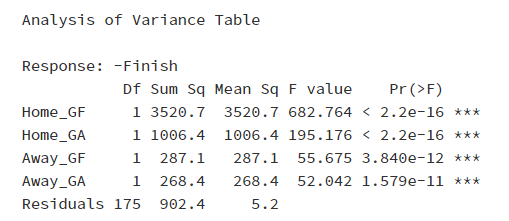 Analysis of Variance Table
Response: -Finish
Df Sum Sq Mean Sq F value Pr(>F)
Home_GF 1 3520.7 3520.7 682.764 < 2.2e-16 ***
Home_GA 1 1006.4 1006.4 195.176 < 2.2e-16 ***
Away_GF 1 287.1 287.1 55.675 3.840e-12 ***
Away_GA 1 268.4 268.4 52.042 1.579e-11 ***
Residuals 175 902.4 5.2